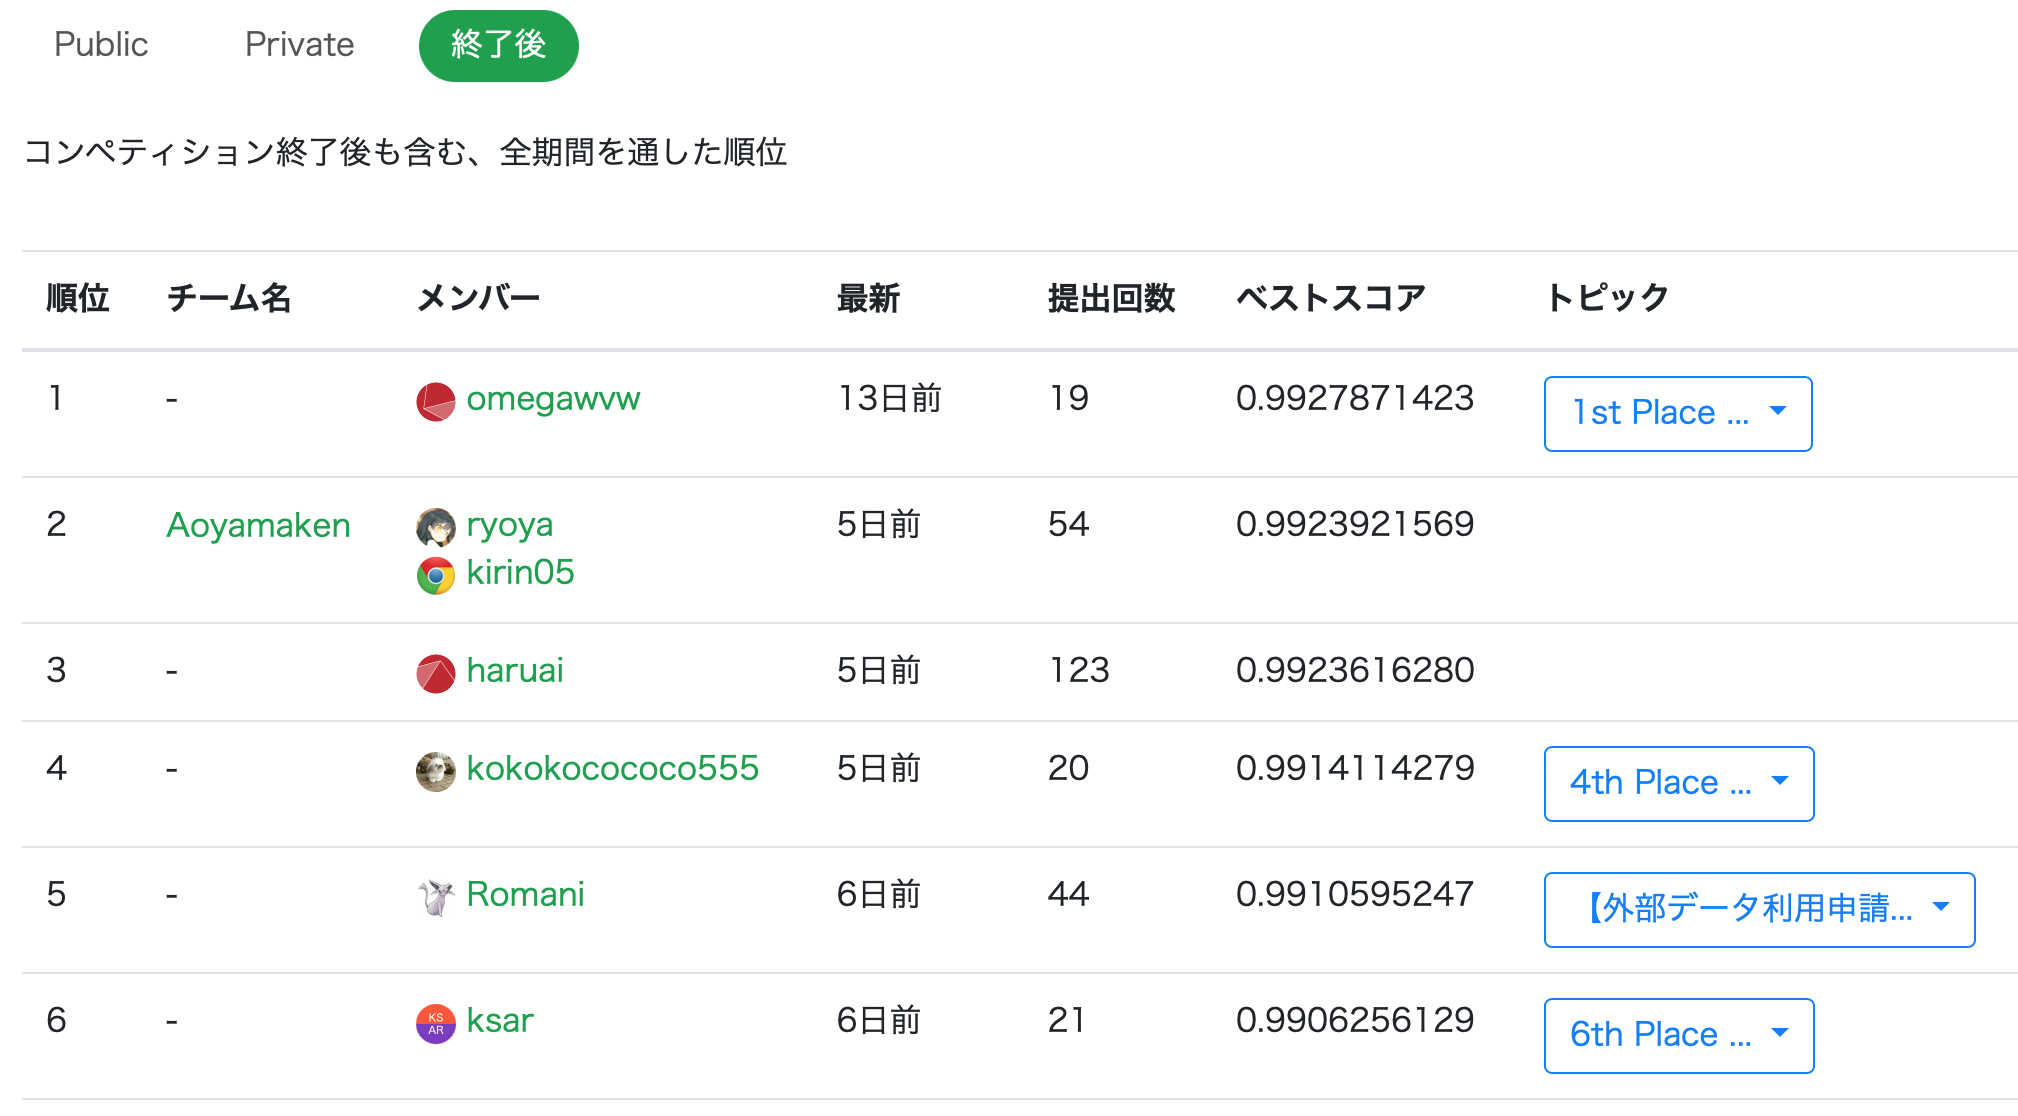 Public Private 終了後
コンペティション終了後も含む、全期間を通した順位
順位 チーム名 メンバー 最新 提出回数 ベストスコア トピック
1 - omegawvw 13日前 19 0.9927871423 1st Place ...
2 Aoyamaken ryoya 5日前 54 0.9923921569
kirin05
3 - haruai 5日前 123 0.9923616280
4 - kokokocococo555 5日前 20 0.9914114279 4th Place ...
5 - Romani 6日前 44 0.9910595247 【外部データ利用申請...
6 - KS AR ksar 6日前 21 0.9906256129 6th Place ...